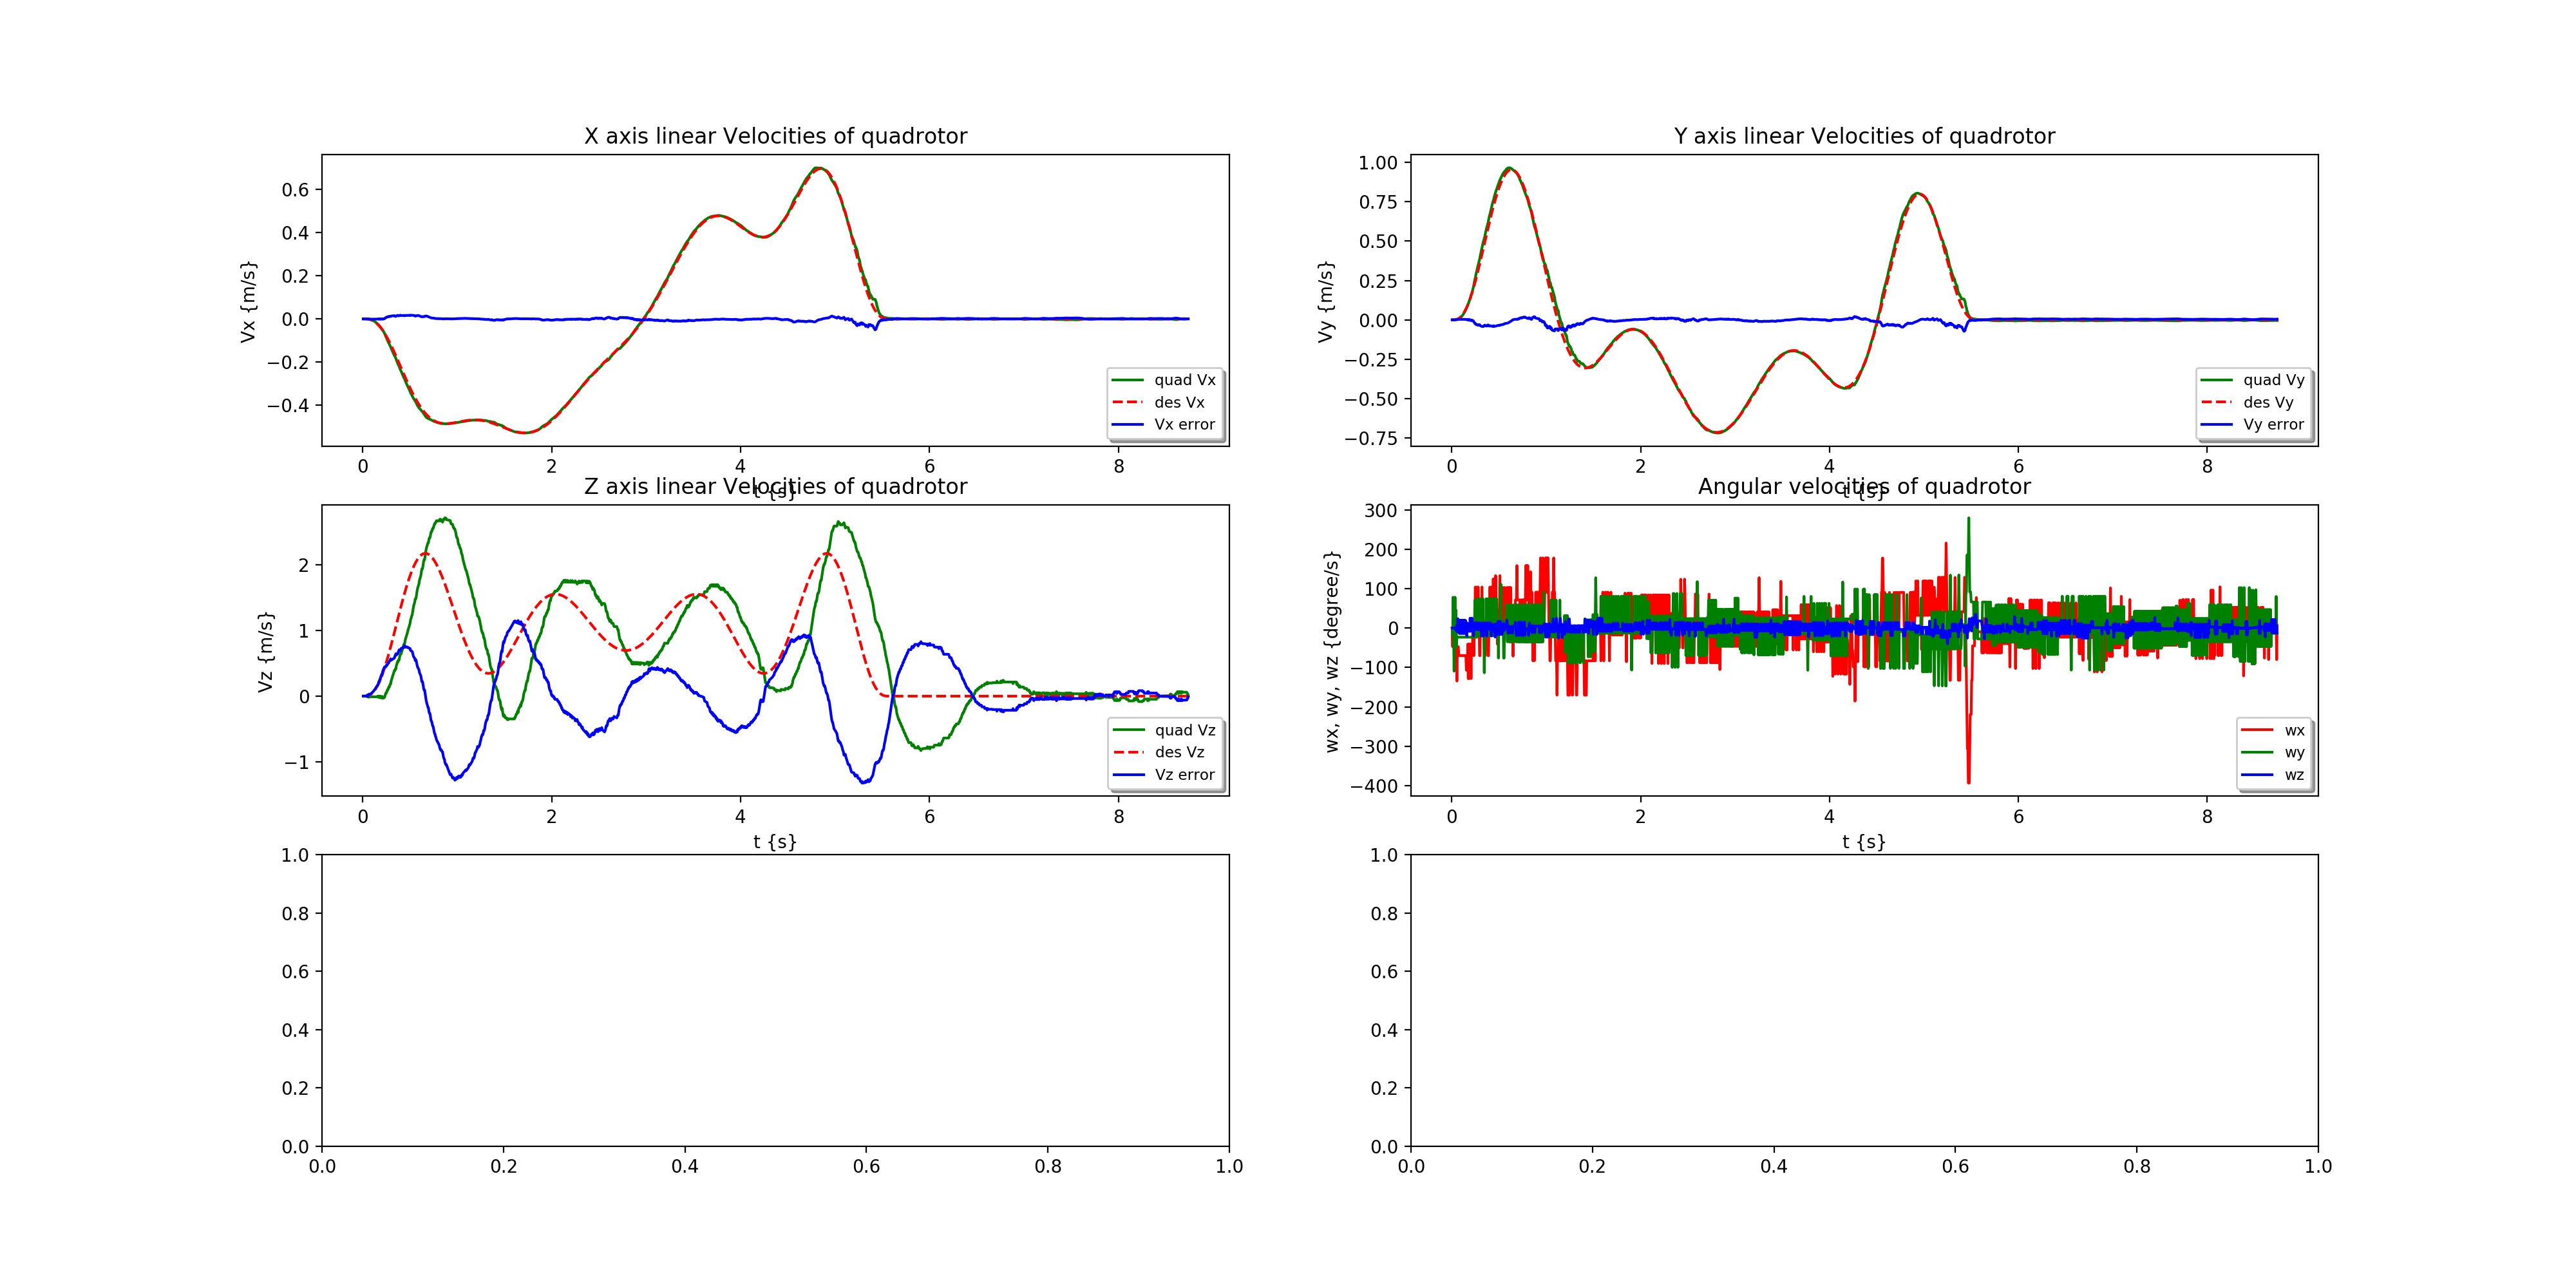 X axis linear Velocities of quadrotor
Vx {m/s}
0.6
0.4
0.2
0.0
−0.2
−0.4
quad Vx
des Vx
Vx error
0 2 4 6 8
t {s}
Y axis linear Velocities of quadrotor
Vy {m/s}
1.00
0.75
0.50
0.25
0.00
−0.25
−0.50
−0.75
quad Vy
des Vy
Vy error
0 2 4 6 8
t {s}
Z axis linear Velocities of quadrotor
Vz {m/s}
2
1
0
−1
quad Vz
des Vz
Vz error
0 2 4 6 8
t {s}
Angular velocities of quadrotor
wx, wy, wz {degree/s}
300
200
100
0
−100
−200
−300
−400
wx
wy
wz
0 2 4 6 8
t {s}
1.0
0.8
0.6
0.4
0.2
0.0
0.0 0.2 0.4 0.6 0.8 1.0
1.0
0.8
0.6
0.4
0.2
0.0
0.0 0.2 0.4 0.6 0.8 1.0